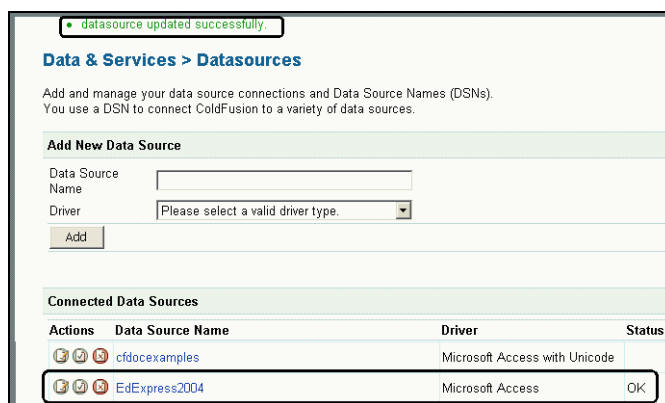 datasource updated successfully.
Data & Services > Datasources
Add and manage your data source connections and Data Source Names (DSNs).
You use a DSN to connect ColdFusion to a variety of data sources.
Add New Data Source
Data Source
Name
Driver Please select a valid driver type.
Add
Connected Data Sources
Actions Data Source Name Driver Status
cfdocexamples Microsoft Access with Unicode
EdExpress2004 Microsoft Access OK